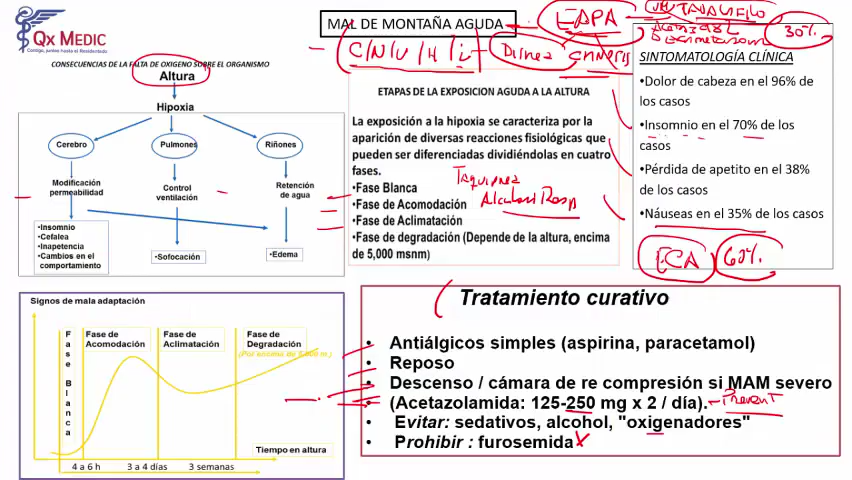 Qx MEDIC
Contigo, juntos hasta el Residentado
MAL DE MONTAÑA AGUDA
EAPA
30%
C/N/V/H/i
Disnea
CIANOSIS
CONSECUENCIAS DE LA FALTA DE OXIGENO SOBRE EL ORGANISMO
Altura
Hipoxia
Cerebro
Pulmones
Riñones
Modificación
permeabilidad
Control
ventilación
Retención
de agua
•Insomnio
•Cefalea
•Inapetencia
•Cambios en el
comportamiento
•Sofocación
•Edema
ETAPAS DE LA EXPOSICION AGUDA A LA ALTURA
La exposición a la hipoxia se caracteriza por la
aparición de diversas reacciones fisiológicas que
pueden ser diferenciadas dividiéndolas en cuatro
fases.
•Fase Blanca
•Fase de Acomodación
•Fase de Aclimatación
•Fase de degradación (Depende de la altura, encima
de 5,000 msnm)
Taquipnea
Alcalosis Resp
SINTOMATOLOGÍA CLÍNICA
•Dolor de cabeza en el 96% de
los casos
•Insomnio en el 70% de los
casos
•Pérdida de apetito en el 38%
de los casos
•Náuseas en el 35% de los casos
ECA
60%
Signos de mala adaptación
Fase Blanca
Fase de
Acomodación
Fase de
Aclimatación
Fase de
Degradación
(Por encima de 5,000 m)
Tiempo en altura
4 a 6 h
3 a 4 días
3 semanas
Tratamiento curativo
• Antiálgicos simples (aspirina, paracetamol)
• Reposo
• Descenso / cámara de re compresión si MAM severo
• (Acetazolamida: 125-250 mg x 2 / día). Prevent
• Evitar: sedativos, alcohol, "oxigenadores"
• Prohibir : furosemida